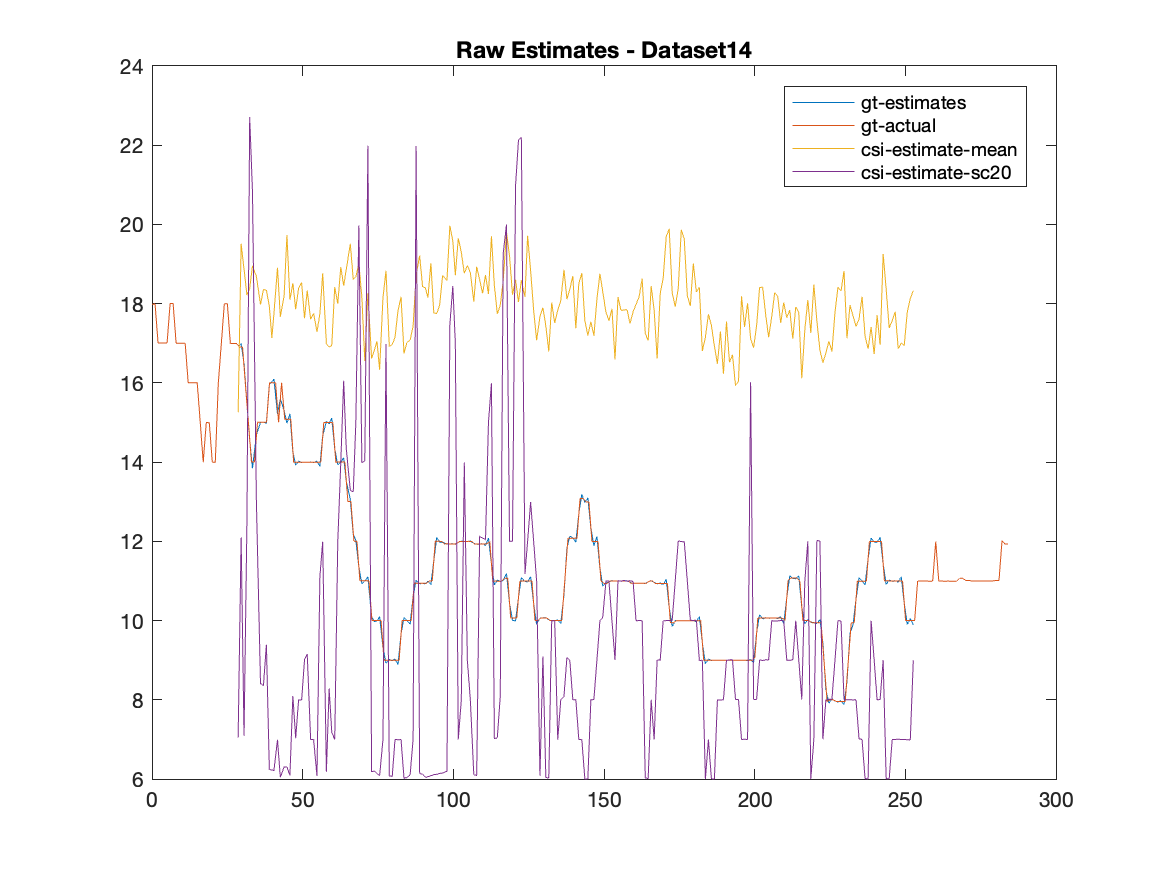 Raw Estimates - Dataset14
gt-estimates
gt-actual
csi-estimate-mean
csi-estimate-sc20
24
22
20
18
16
14
12
10
8
6
0 50 100 150 200 250 300